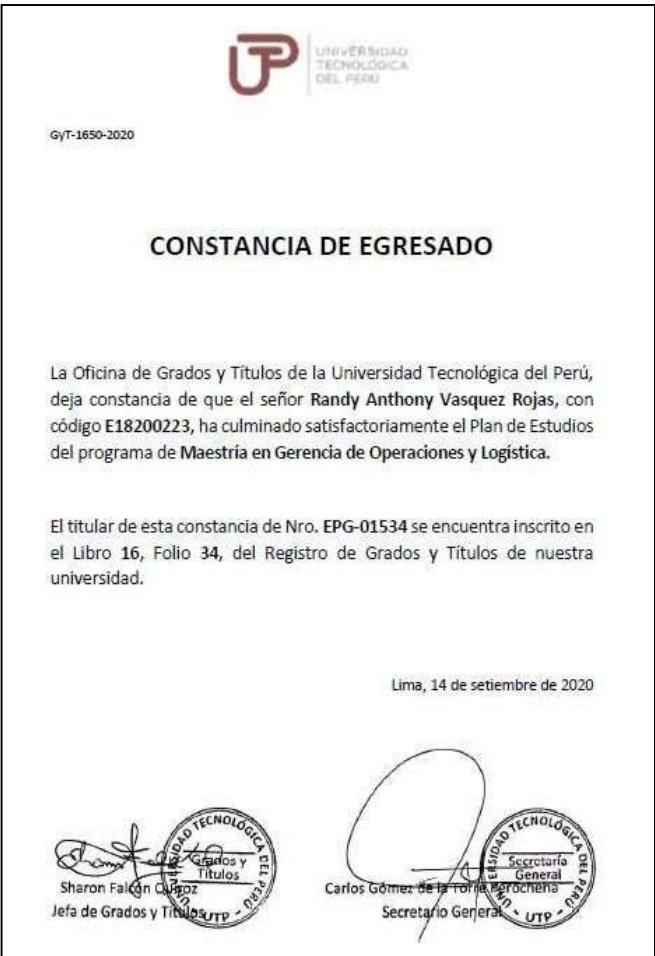 UTP
UNIVERSIDAD
TECNOLÓGICA
DEL PERÚ
GyT-1650-2020
CONSTANCIA DE EGRESADO
La Oficina de Grados y Títulos de la Universidad Tecnológica del Perú,
deja constancia de que el señor Randy Anthony Vasquez Rojas, con
código E18200223, ha culminado satisfactoriamente el Plan de Estudios
del programa de Maestría en Gerencia de Operaciones y Logística.
El titular de esta constancia de Nro. EPG-01534 se encuentra inscrito en
el Libro 16, Folio 34, del Registro de Grados y Títulos de nuestra
universidad.
Lima, 14 de setiembre de 2020
UNIVERSIDAD TECNOLÓGICA DEL PERÚ
Grados y
Títulos
- UTP -
Sharon Falcón Quiroz
Jefa de Grados y Títulos
UNIVERSIDAD TECNOLÓGICA DEL PERÚ
Secretaría
General
- UTP -
Carlos Gómez de la Torre Perochena
Secretario General